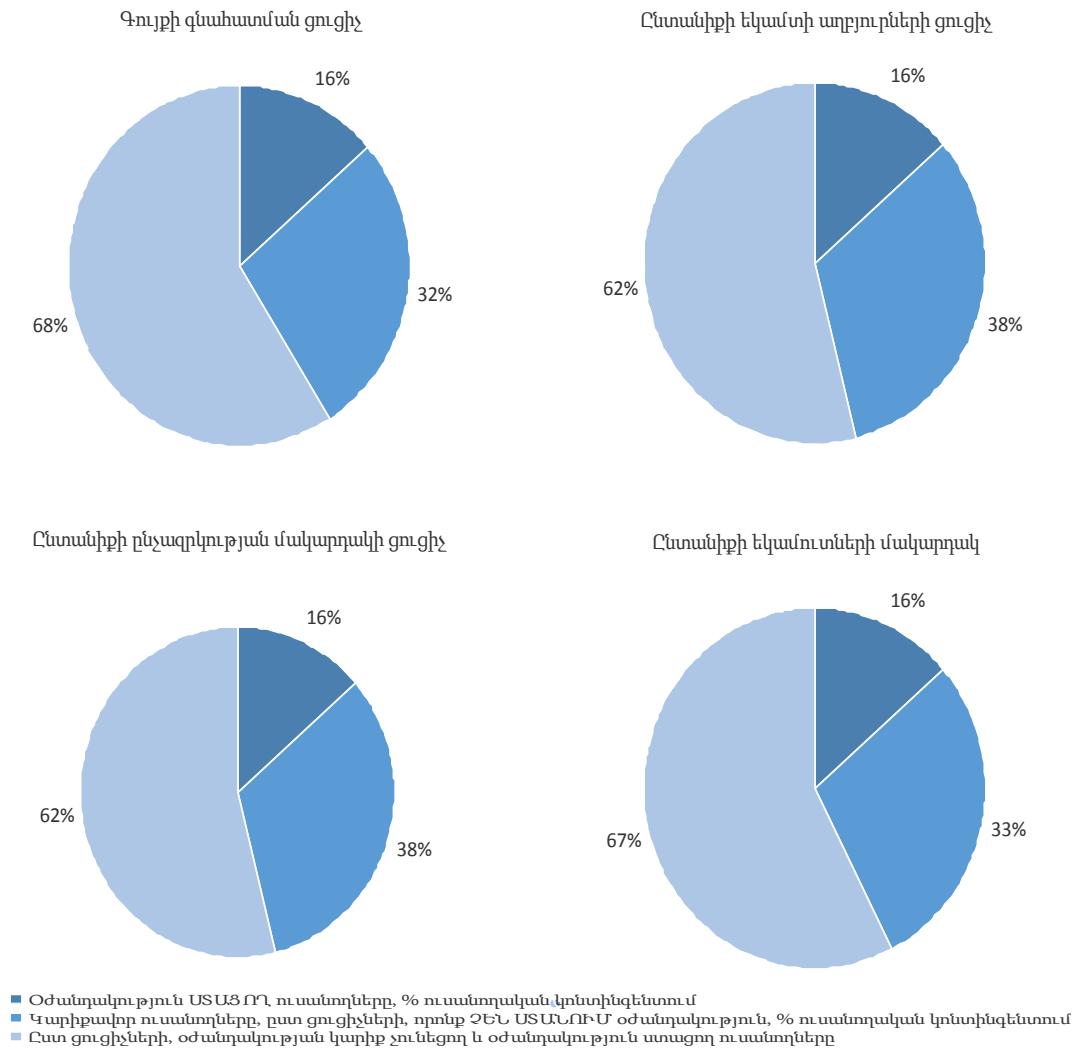 Գույքի գնահատման ցուցիչ
Ընտանիքի եկամտի աղբյուրների ցուցիչ
16%
32%
68%
16%
38%
62%
Ընտանիքի ընչազրկության մակարդակի ցուցիչ
Ընտանիքի եկամուտների մակարդակ
16%
38%
62%
16%
33%
67%
Օժանդակություն ՍՏԱՑՈՂ ուսանողները, % ուսանողական կոնտինգենտում
Կարիքավոր ուսանողները, ըստ ցուցիչների, որոնք ՉԵՆ ՍՏԱՆՈՒՄ օժանդակություն, % ուսանողական կոնտինգենտում
Ըստ ցուցիչների, օժանդակության կարիք չունեցող և օժանդակություն ստացող ուսանողները